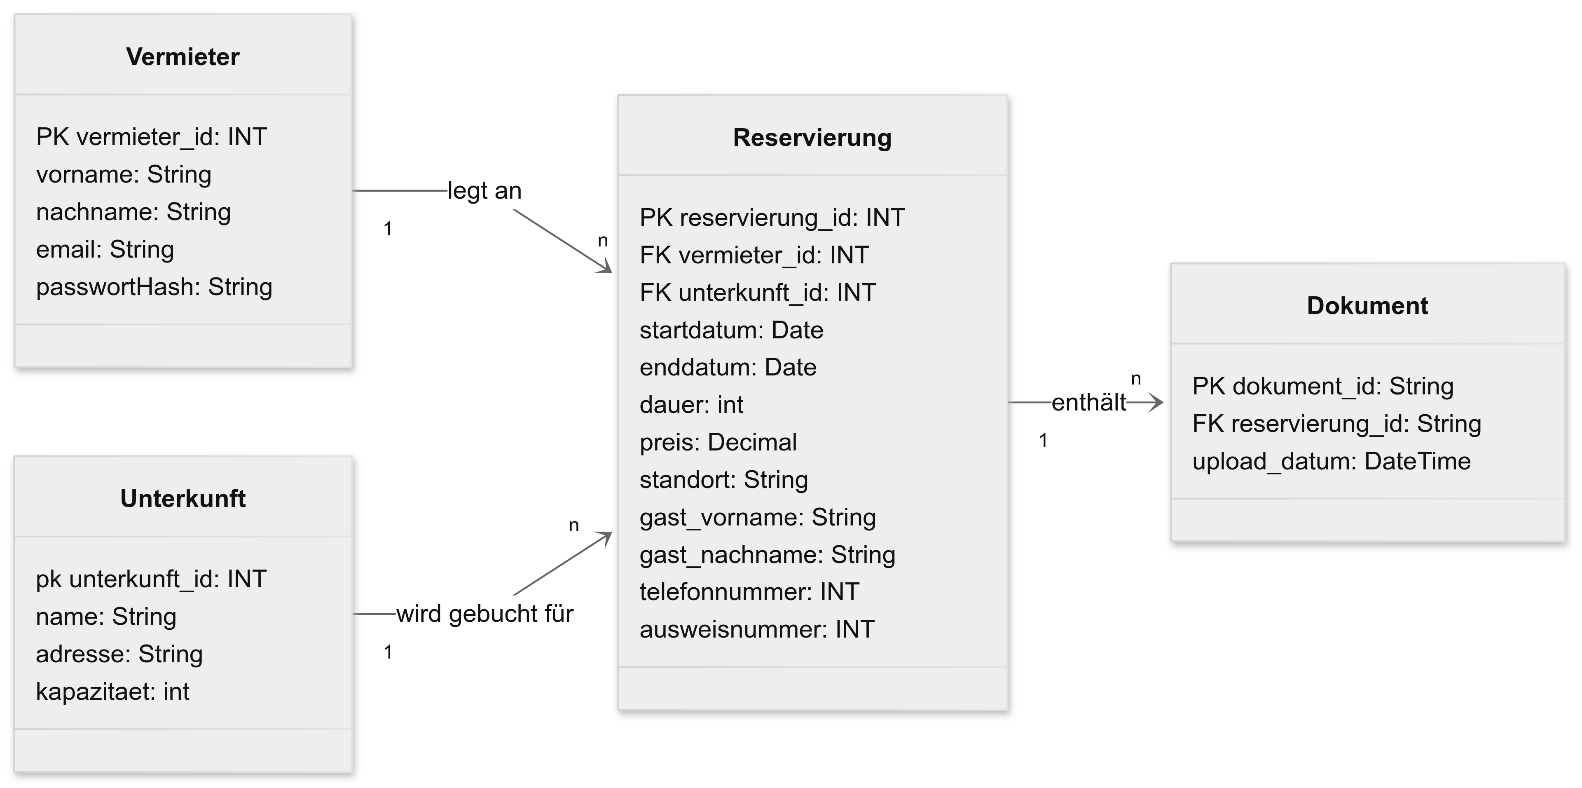 Vermieter
PK vermieter_id: INT
vorname: String
nachname: String
email: String
passwortHash: String
legt an
1
n
Unterkunft
pk unterkunft_id: INT
name: String
adresse: String
kapazitaet: int
wird gebucht für
1
n
Reservierung
PK reservierung_id: INT
FK vermieter_id: INT
FK unterkunft_id: INT
startdatum: Date
enddatum: Date
dauer: int
preis: Decimal
standort: String
gast_vorname: String
gast_nachname: String
telefonnummer: INT
ausweisnummer: INT
enthält
1
n
Dokument
PK dokument_id: String
FK reservierung_id: String
upload_datum: DateTime